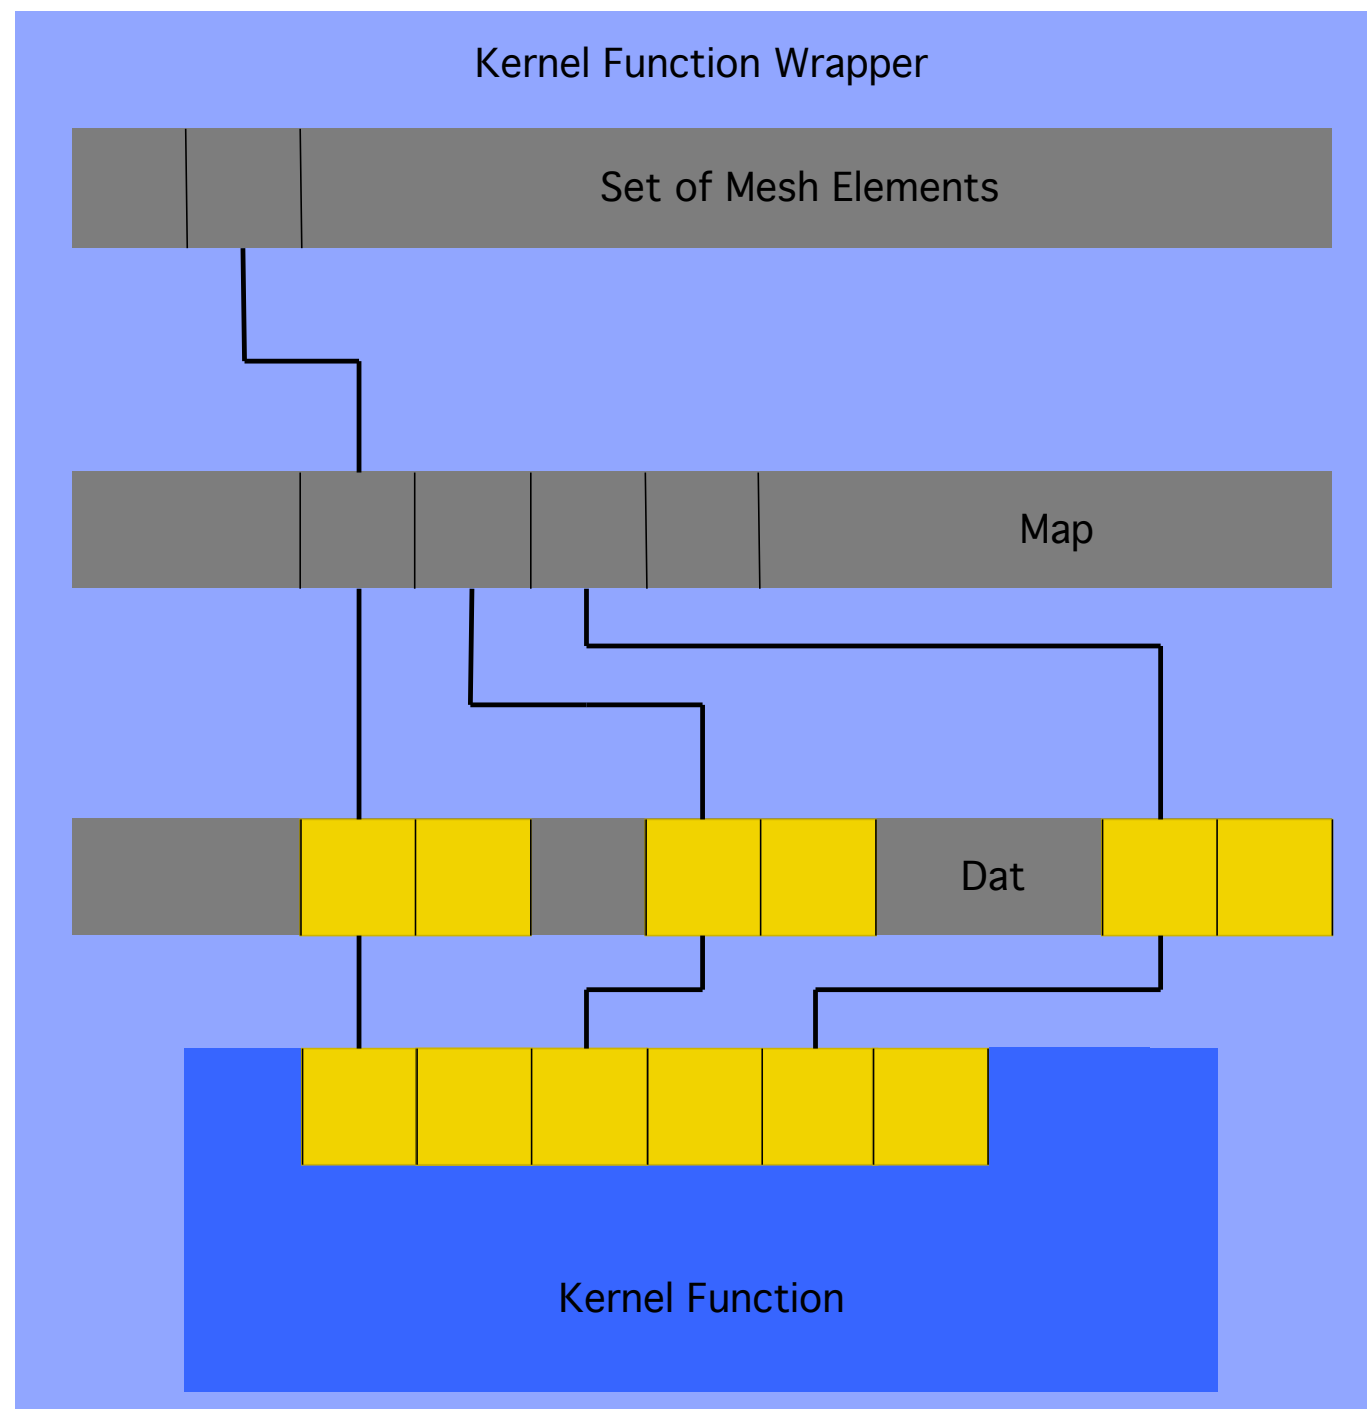 Kernel Function Wrapper
Set of Mesh Elements
Map
Dat
Kernel Function